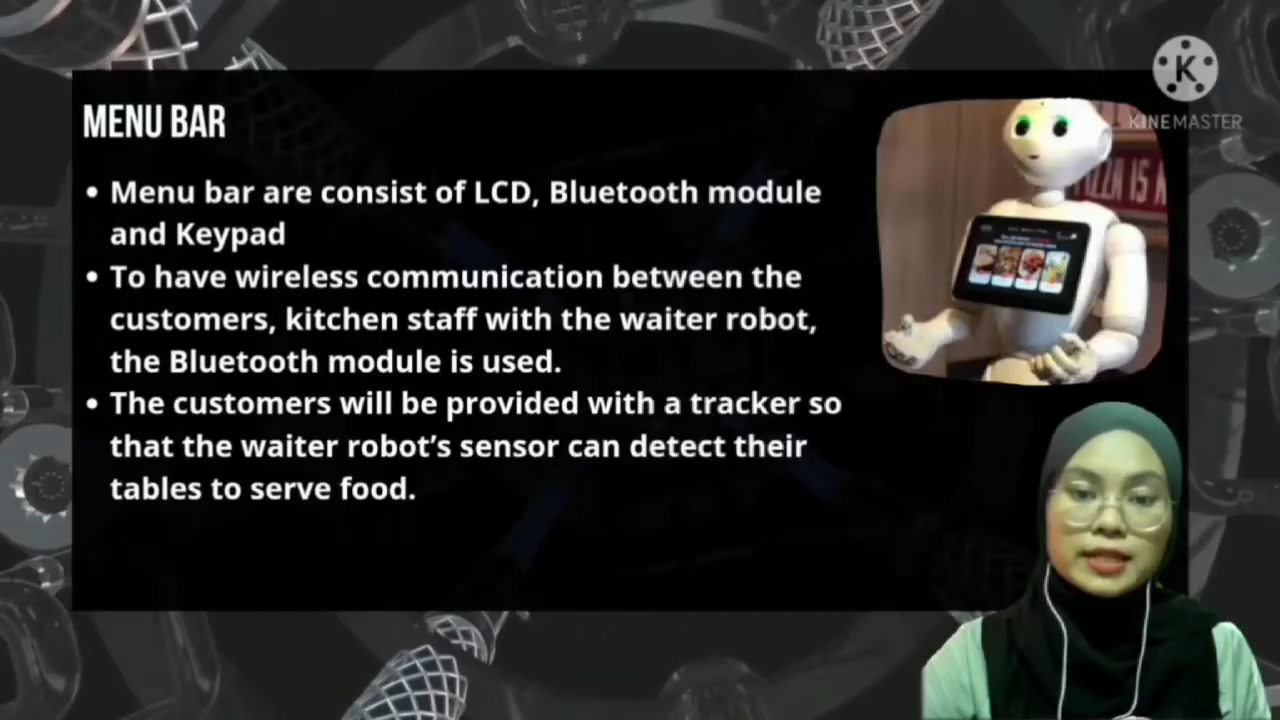 MENU BAR
• Menu bar are consist of LCD, Bluetooth module
and Keypad
• To have wireless communication between the
customers, kitchen staff with the waiter robot,
the Bluetooth module is used.
• The customers will be provided with a tracker so
that the waiter robot's sensor can detect their
tables to serve food.
K
KINEMASTER
PIZZA IS